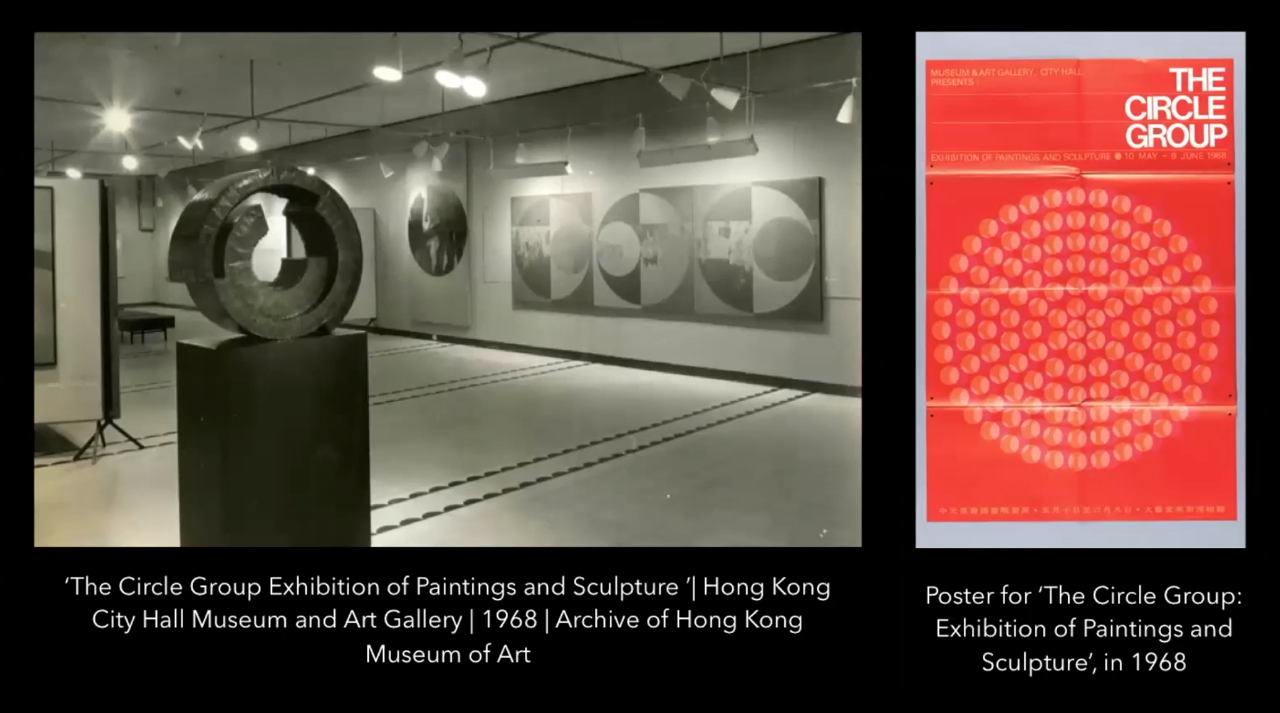 MUSEUM & ART GALLERY, CITY HALL,
PRESENTS :
THE
CIRCLE
GROUP
EXHIBITION OF PAINTINGS AND SCULPTURE ● 10 MAY – 9 JUNE 1968
‘The Circle Group Exhibition of Paintings and Sculpture ’| Hong Kong
City Hall Museum and Art Gallery | 1968 | Archive of Hong Kong
Museum of Art
Poster for ‘The Circle Group:
Exhibition of Paintings and
Sculpture’, in 1968